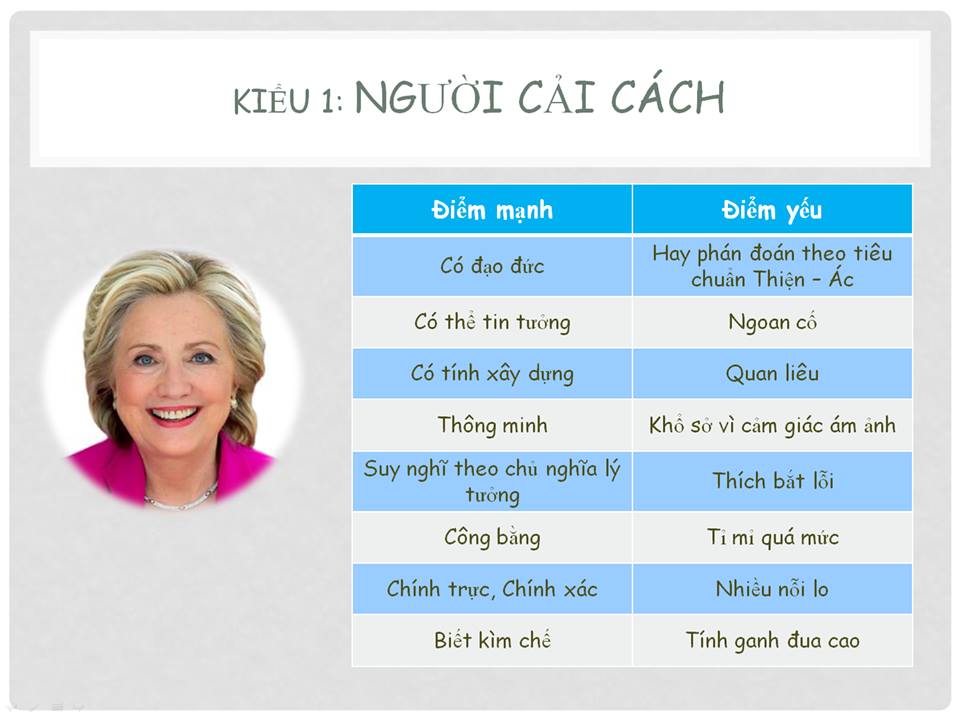 KIỂU 1: NGƯỜI CẢI CÁCH
Điểm mạnh
Điểm yếu
Có đạo đức
Hay phán đoán theo tiêu
chuẩn Thiện – Ác
Có thể tin tưởng
Ngoan cố
Có tính xây dựng
Quan liêu
Thông minh
Khổ sở vì cảm giác ám ảnh
Suy nghĩ theo chủ nghĩa lý
tưởng
Thích bắt lỗi
Công bằng
Tỉ mỉ quá mức
Chính trực, Chính xác
Nhiều nỗi lo
Biết kìm chế
Tính ganh đua cao